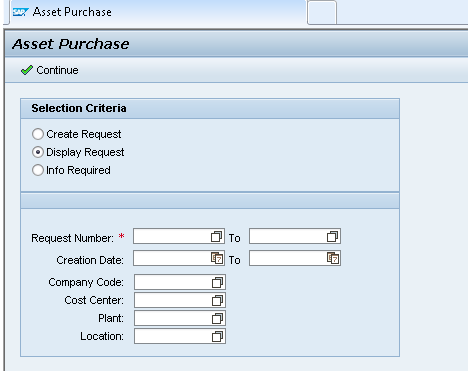 SAP Asset Purchase
Asset Purchase
Continue
Selection Criteria
Create Request
Display Request
Info Required
Request Number: * To
Creation Date: To
Company Code:
Cost Center:
Plant:
Location: